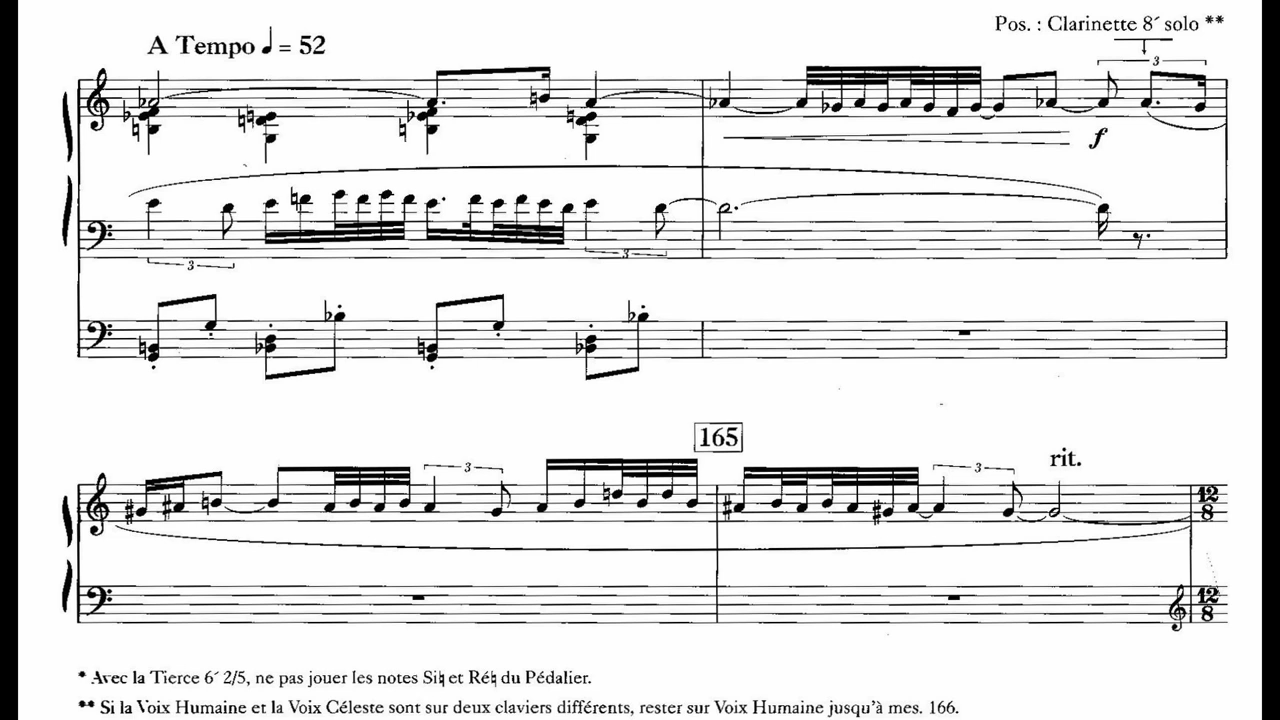 Pos. : Clarinette 8´ solo **
A Tempo ♩ = 52
3
f
3
3
165
3
3
rit.
12
8
12
8
* Avec la Tierce 6´ 2/5, ne pas jouer les notes Si♮ et Ré♮ du Pédalier.
** Si la Voix Humaine et la Voix Céleste sont sur deux claviers différents, rester sur Voix Humaine jusqu'à mes. 166.